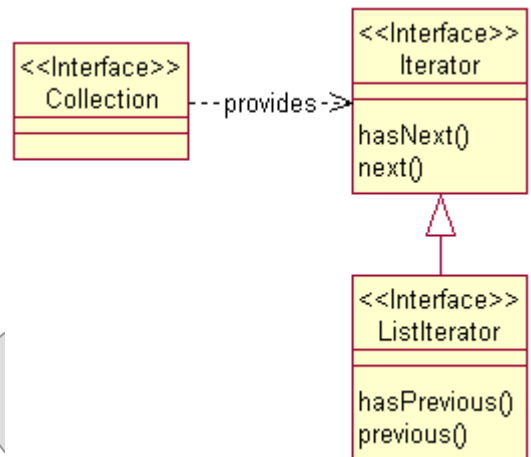 <<Interface>>
Collection
provides
<<Interface>>
Iterator
hasNext()
next()
<<Interface>>
ListIterator
hasPrevious()
previous()